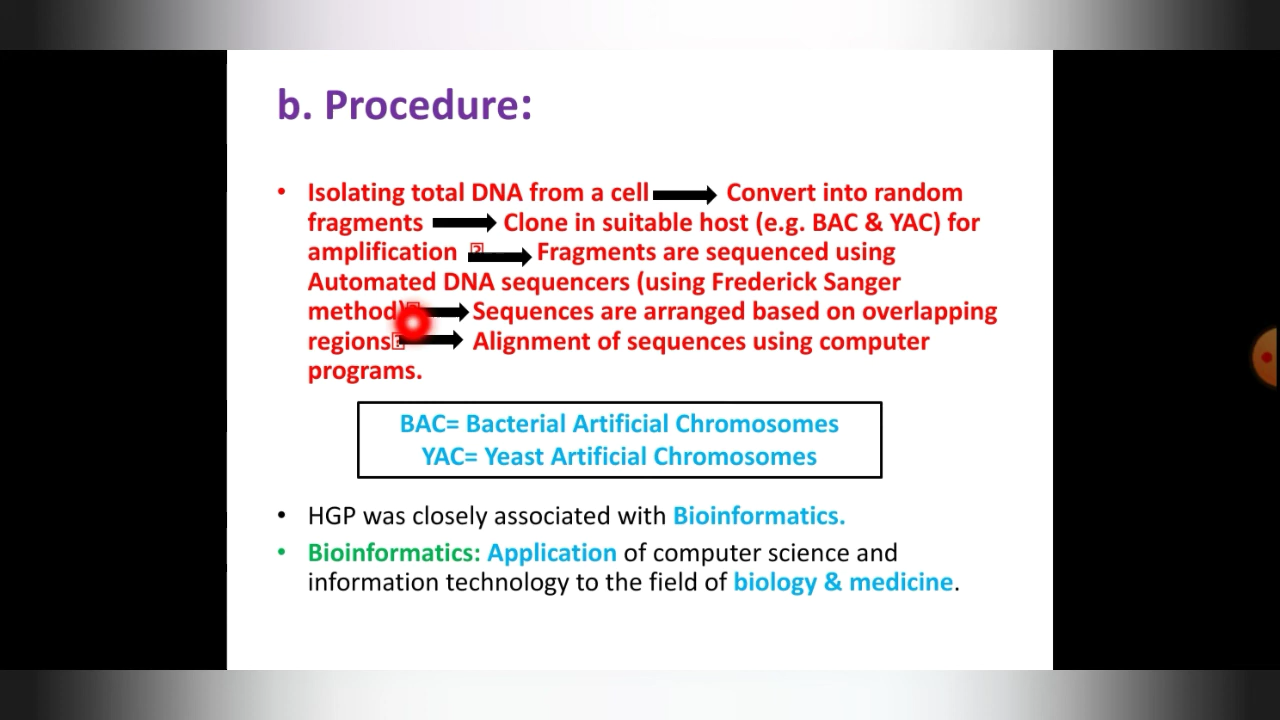 b. Procedure:
• Isolating total DNA from a cell → Convert into random
fragments → Clone in suitable host (e.g. BAC & YAC) for
amplification → Fragments are sequenced using
Automated DNA sequencers (using Frederick Sanger
method) → Sequences are arranged based on overlapping
regions → Alignment of sequences using computer
programs.
BAC= Bacterial Artificial Chromosomes
YAC= Yeast Artificial Chromosomes
• HGP was closely associated with Bioinformatics.
• Bioinformatics: Application of computer science and
information technology to the field of biology & medicine.